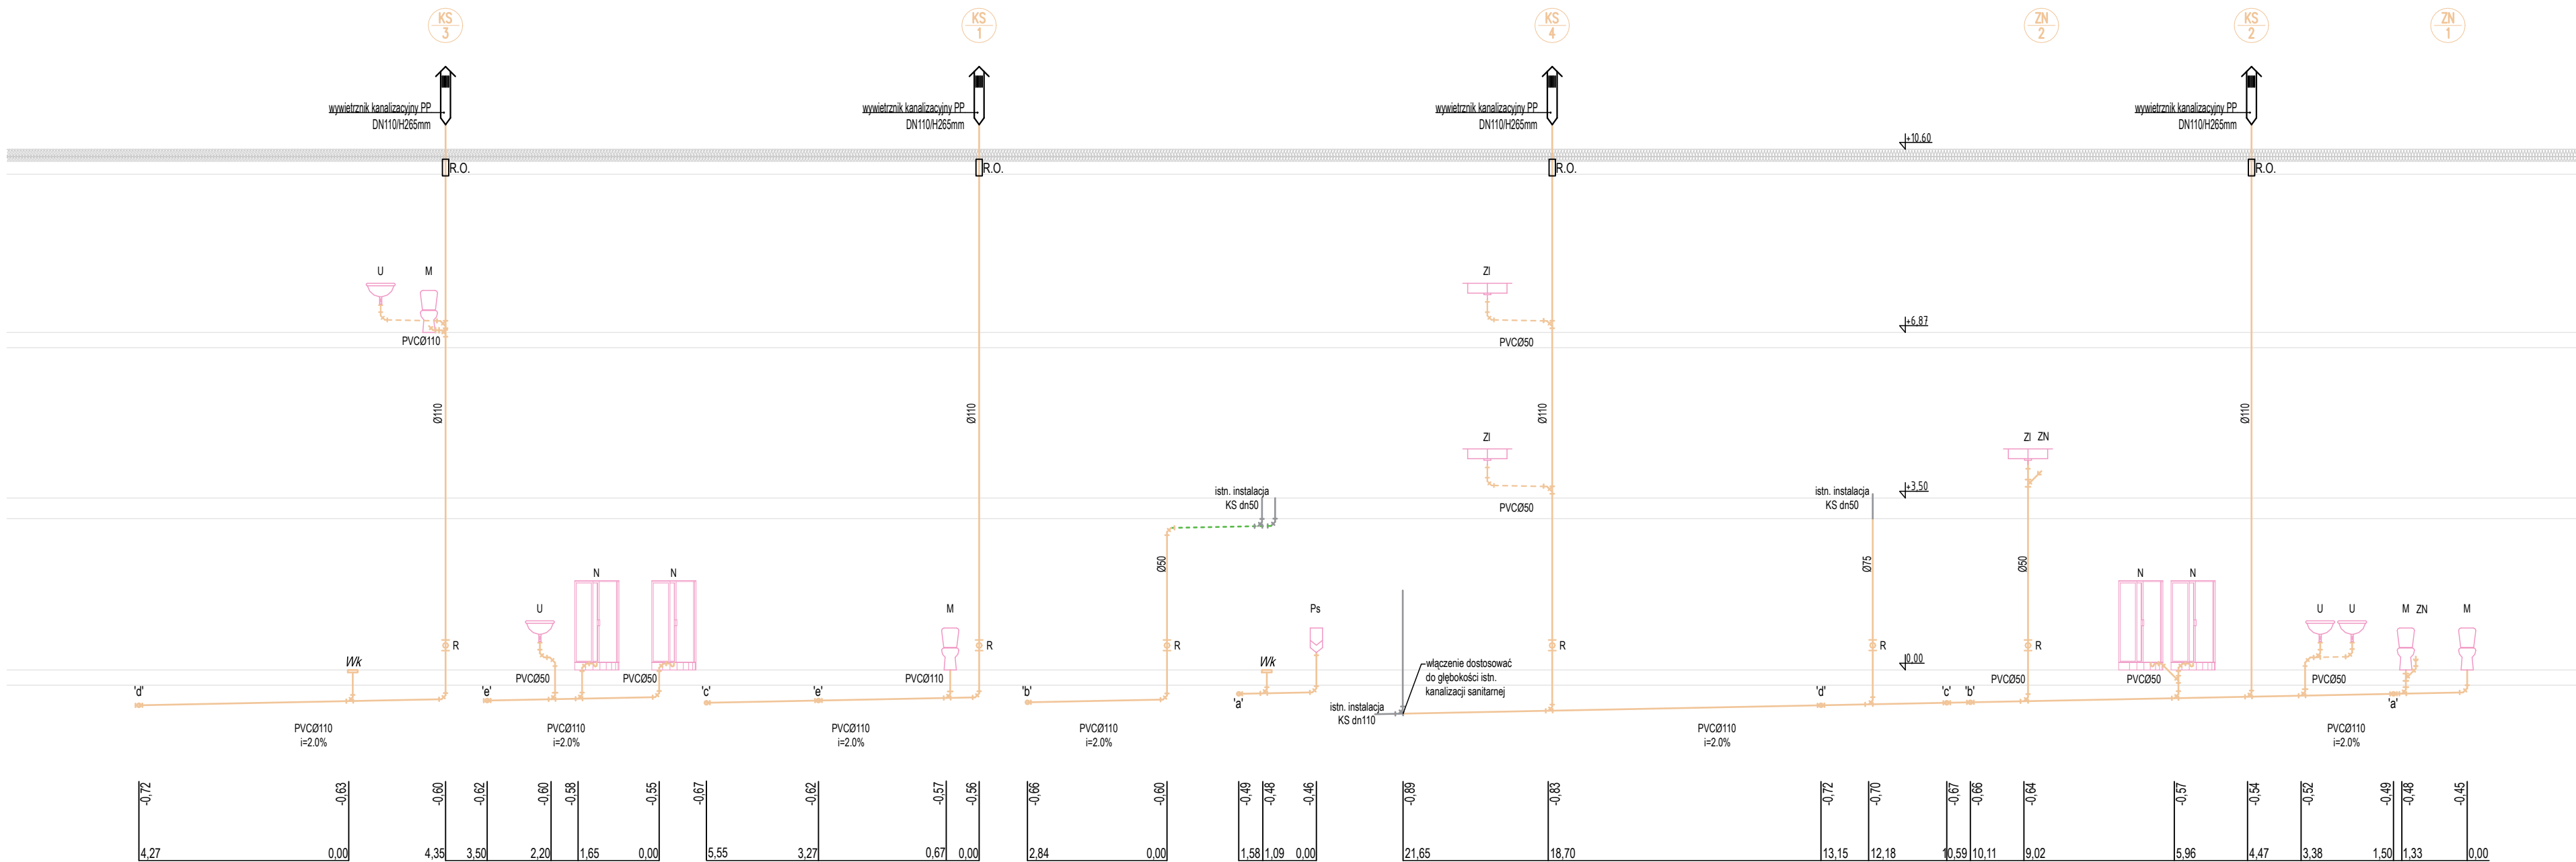 KS
3
KS
1
KS
4
ZN
2
KS
2
ZN
1
wywietrznik kanalizacyjny PP
DN110/H265mm
wywietrznik kanalizacyjny PP
DN110/H265mm
wywietrznik kanalizacyjny PP
DN110/H265mm
wywietrznik kanalizacyjny PP
DN110/H265mm
+10.60
R.O.
R.O.
R.O.
R.O.
U M
ZI
+6,87
PVCØ110
PVCØ50
Ø110
Ø110
Ø110
Ø110
ZI
ZI ZN
istn. instalacja
KS dn50
istn. instalacja
KS dn50
+3,50
PVCØ50
Ø50
Ø75
Ø50
U N N
M
Ps
N N
U U M ZN M
R
R
R
R
R
R
Wk
Wk
0,00
włączenie dostosować
do głębokości istn.
kanalizacji sanitarnej
PVCØ50
PVCØ50
PVCØ110
PVCØ50
PVCØ50
PVCØ50
'd'
'e'
'c'
'e'
'b'
'a'
'd'
'c'
'b'
'a'
istn. instalacja
KS dn110
PVCØ110
i=2.0%
PVCØ110
i=2.0%
PVCØ110
i=2.0%
PVCØ110
i=2.0%
PVCØ110
i=2.0%
PVCØ110
i=2.0%
-0,72 -0,63 -0,60 -0,62 -0,60 -0,58 -0,55 -0,67 -0,62 -0,57 -0,56 -0,66 -0,60 -0,49 -0,48 -0,46 -0,89 -0,83 -0,72 -0,70 -0,67 -0,66 -0,64 -0,57 -0,54 -0,52 -0,49 -0,48 -0,45
4,27 0,00 4,35 3,50 2,20 1,65 0,00 5,55 3,27 0,67 0,00 2,84 0,00 1,58 1,09 0,00 21,65 18,70 13,15 12,18 10,59 10,11 9,02 5,96 4,47 3,38 1,50 1,33 0,00